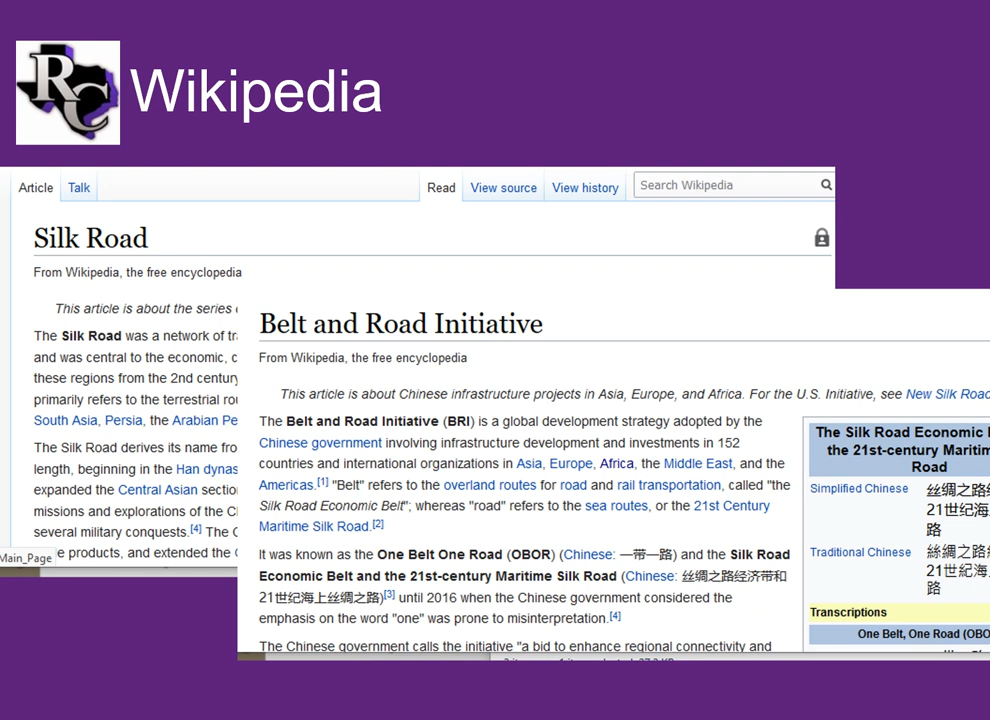 RC
Wikipedia
Article Talk Read View source View history Search Wikipedia
Silk Road
From Wikipedia, the free encyclopedia
This article is about the series
The Silk Road was a network of
and was central to the economic,
these regions from the 2nd century
primarily refers to the terrestrial
South Asia, Persia, the Arabian
The Silk Road derives its name
length, beginning in the Han
expanded the Central Asian
missions and explorations of the
several military conquests.[4] The
products, and extended the
Main_Page
Belt and Road Initiative
From Wikipedia, the free encyclopedia
This article is about Chinese infrastructure projects in Asia, Europe, and Africa. For the U.S. Initiative, see New Silk
The Belt and Road Initiative (BRI) is a global development strategy adopted by the
Chinese government involving infrastructure development and investments in 152
countries and international organizations in Asia, Europe, Africa, the Middle East, and the
Americas.[1] "Belt" refers to the overland routes for road and rail transportation, called "the
Silk Road Economic Belt"; whereas "road" refers to the sea routes, or the 21st Century
Maritime Silk Road.[2]
It was known as the One Belt One Road (OBOR) (Chinese: 一带一路) and the Silk Road
Economic Belt and the 21st-century Maritime Silk Road (Chinese: 丝绸之路经济带和
21世纪海上丝绸之路)[3] until 2016 when the Chinese government considered the
emphasis on the word "one" was prone to misinterpretation.[4]
The Chinese government calls the initiative "a bid to enhance regional connectivity and
The Silk Road Economic
the 21st-century
Road
Simplified Chinese 丝绸之路
21世纪海
路
Traditional Chinese 絲綢之路
21世紀海
路
Transcriptions
One Belt, One Road